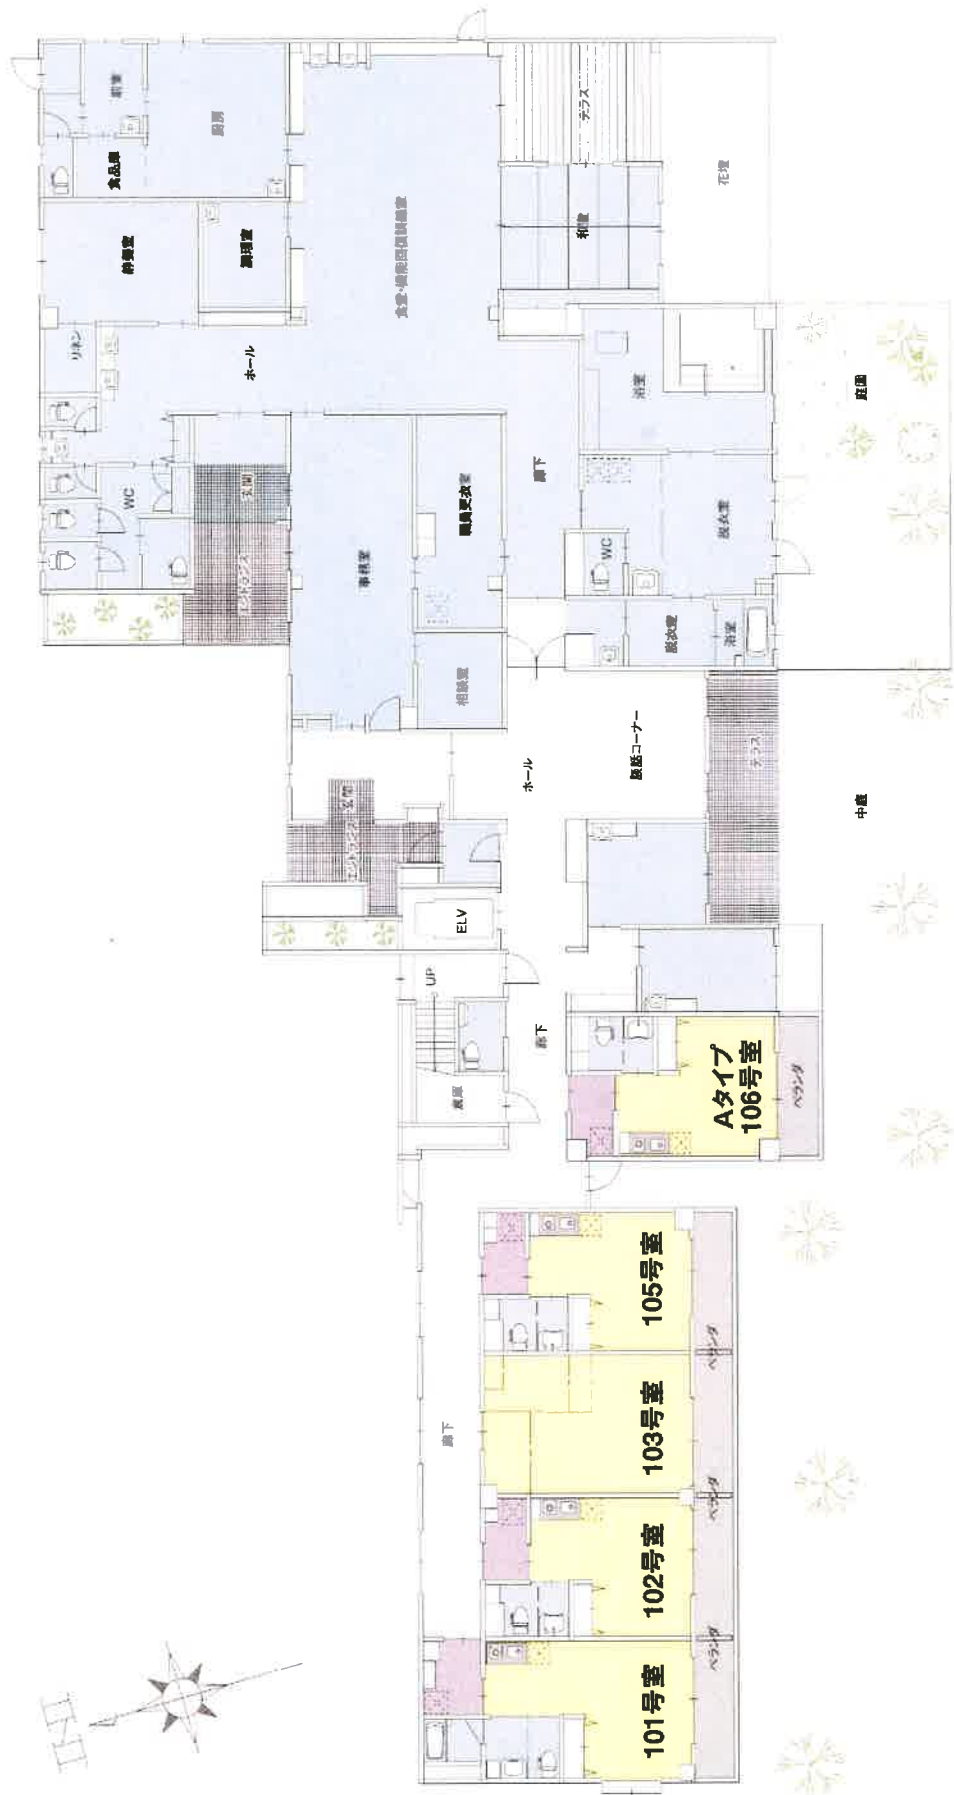 N
101号室
102号室
103号室
105号室
Aタイプ
106号室
ベランダ
ベランダ
ベランダ
ベランダ
廊下
廊下
倉庫
UP
ELV
エントランス・玄関
ホール
談話コーナー
テラス
中庭
相談室
事務室
職員更衣室
廊下
WC
脱衣室
浴室
脱衣室
浴室
庭園
エントランス
玄関
WC
リネン
ホール
静養室
調理室
食品庫
前室
厨房
食堂・機能回復訓練室
和室
テラス
花壇